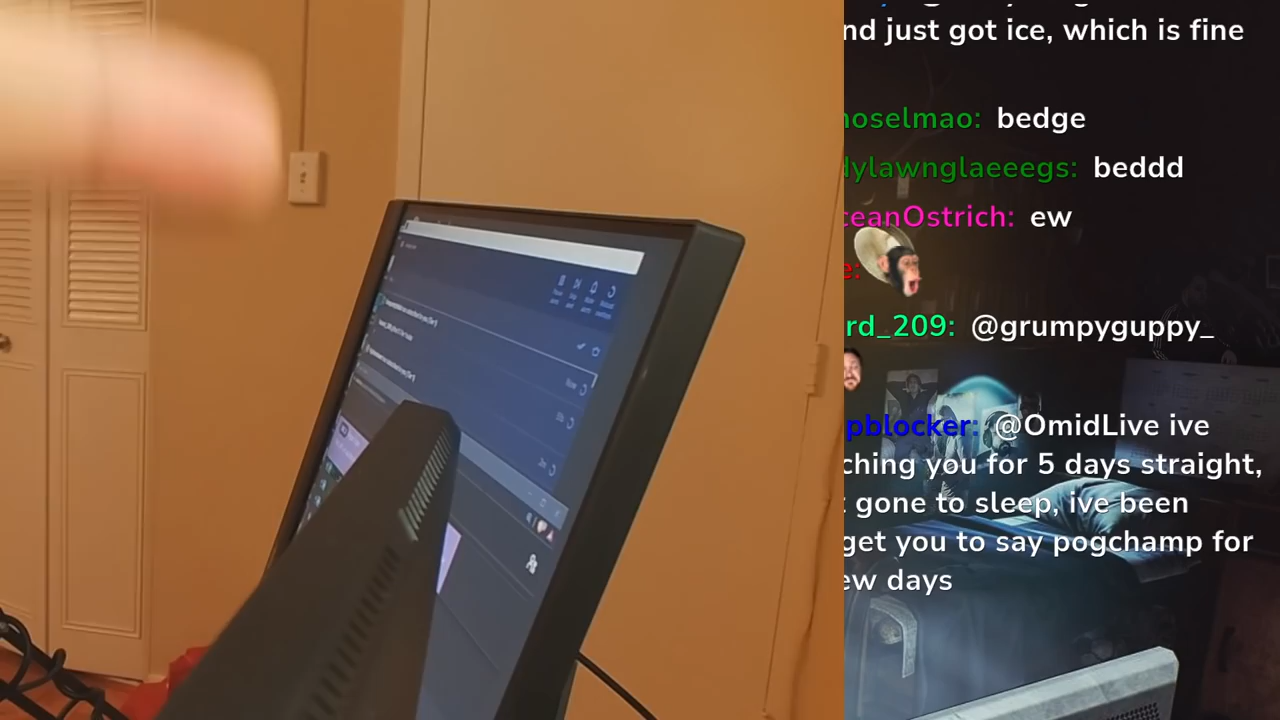 nd just got ice, which is fine
noselmao: bedge
dylawnglaeeegs: beddd
ceanOstrich: ew
e:
rd_209: @grumpyguppy_
pblocker: @OmidLive ive
ching you for 5 days straight,
t gone to sleep, ive been
get you to say pogchamp for
ew days